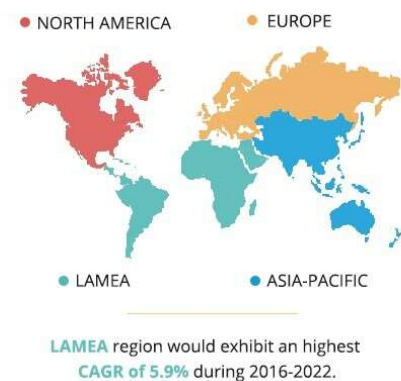 NORTH AMERICA
EUROPE
LAMEA
ASIA-PACIFIC
LAMEA region would exhibit an highest
CAGR of 5.9% during 2016-2022.